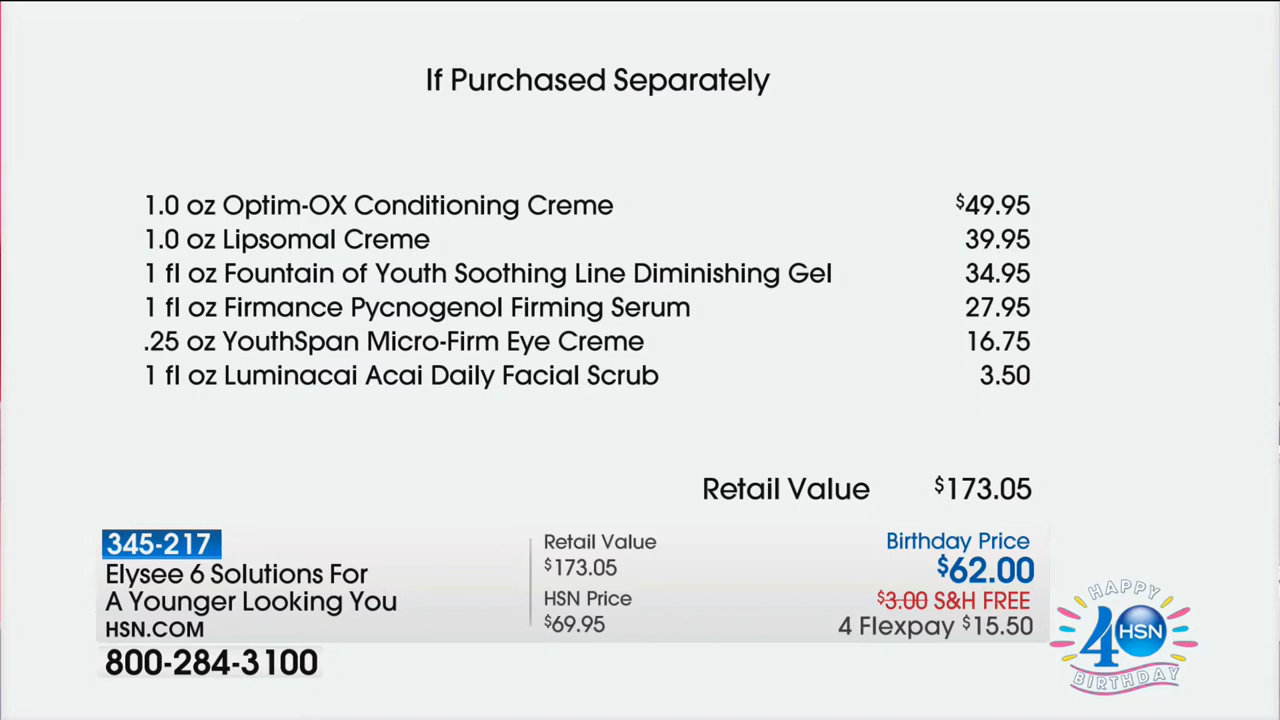 If Purchased Separately
1.0 oz Optim-OX Conditioning Creme $49.95
1.0 oz Lipsomal Creme 39.95
1 fl oz Fountain of Youth Soothing Line Diminishing Gel 34.95
1 fl oz Firmance Pycnogenol Firming Serum 27.95
.25 oz YouthSpan Micro-Firm Eye Creme 16.75
1 fl oz Luminacai Acai Daily Facial Scrub 3.50
Retail Value $173.05
345-217
Elysee 6 Solutions For
A Younger Looking You
HSN.COM
800-284-3100
Retail Value
$173.05
HSN Price
$69.95
Birthday Price
$62.00
$3.00 S&H FREE
4 Flexpay $15.50
HAPPY
40 HSN
BIRTHDAY